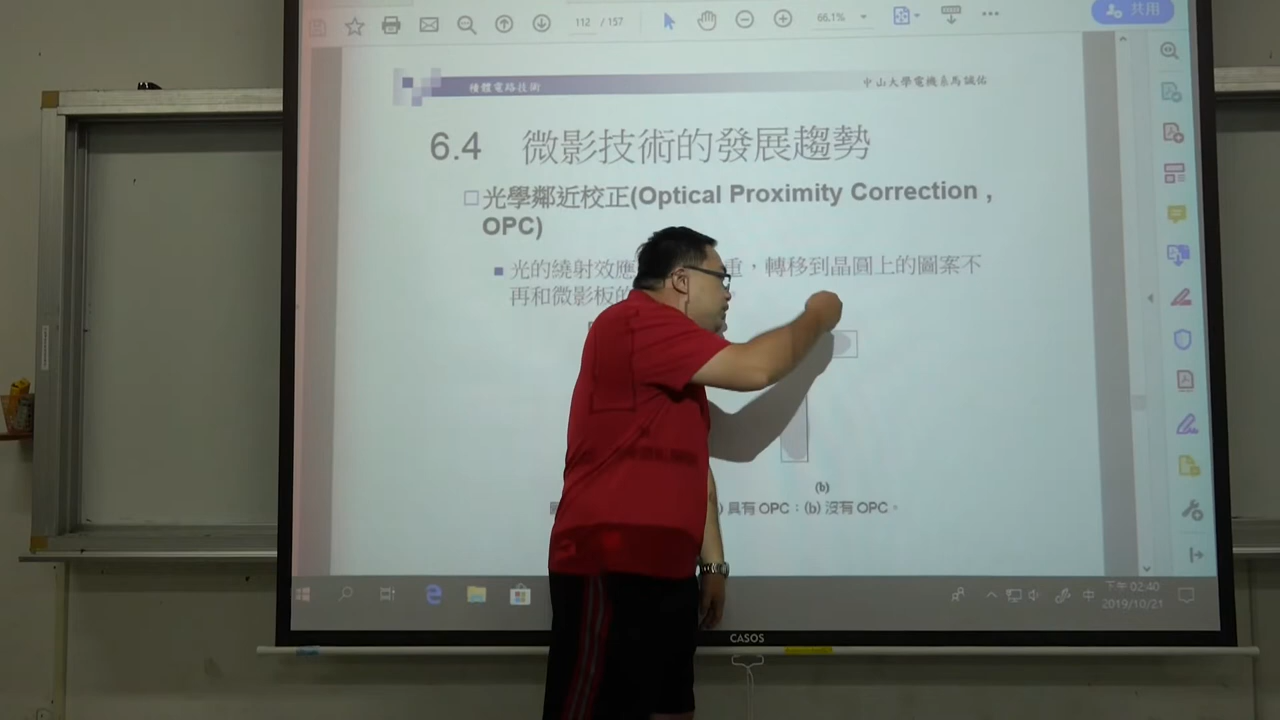 112 / 157
66.1%
共用
積體電路技術
中山大學電機系馬誠佑
6.4 微影技術的發展趨勢
光學鄰近校正(Optical Proximity Correction ,
OPC)
光的繞射效應 重，轉移到晶圓上的圖案不
再和微影板的
(b)
具有 OPC：(b) 沒有 OPC。
中
下午 02:40
2019/10/21
CASOS